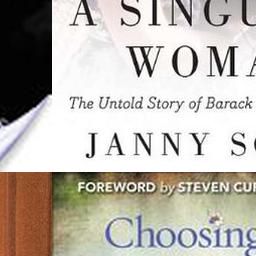 A SINGU
WOMA
The Untold Story of Barack
JANNY SC
FOREWORD by STEVEN CUR
Choosing